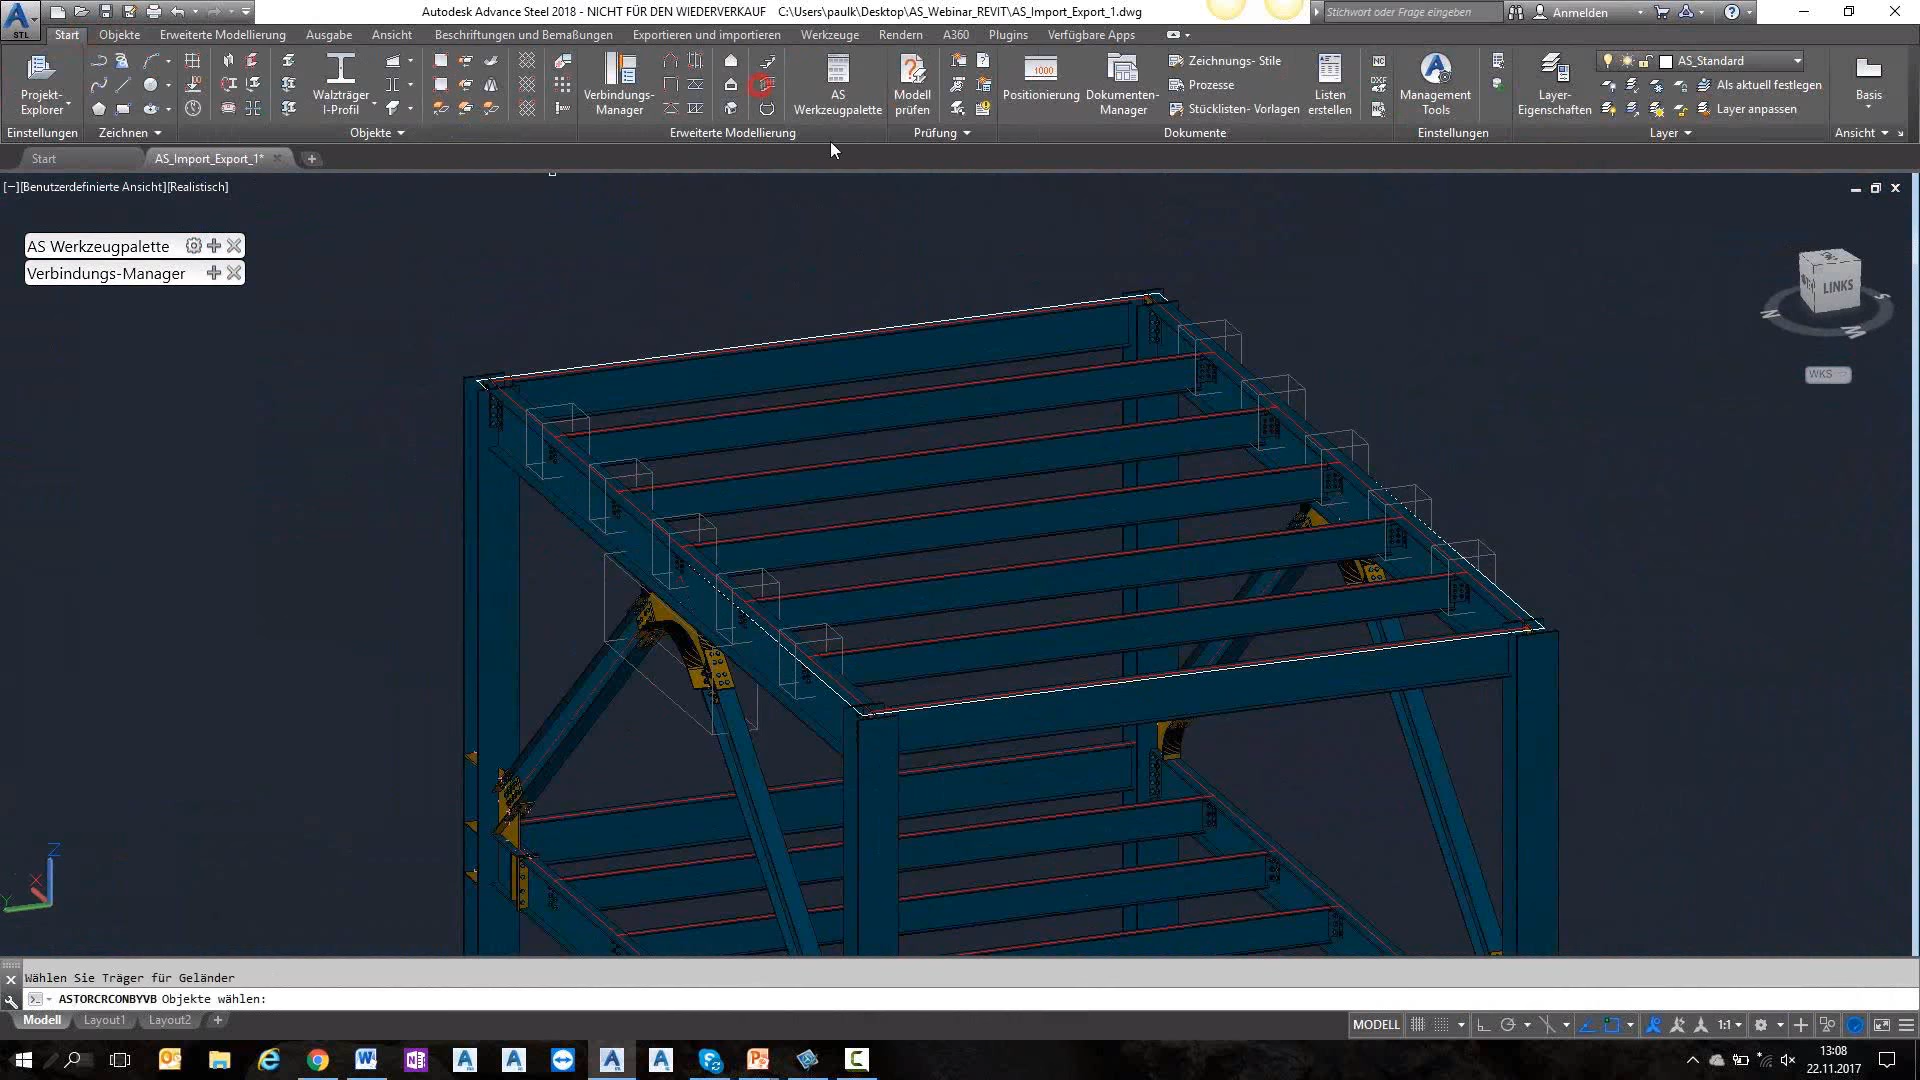 Autodesk Advance Steel 2018 - NICHT FÜR DEN WIEDERVERKAUF C:\Users\paulk\Desktop\AS_Webinar_REVIT\AS_Import_Export_1.dwg
Stichwort oder Frage eingeben
Anmelden
STL
Start Objekte Erweiterte Modellierung Ausgabe Ansicht Beschriftungen und Bemaßungen Exportieren und importieren Werkzeuge Rendern A360 Plugins Verfügbare Apps
Projekt-Explorer
Walzträger I-Profil
Verbindungs-Manager
AS Werkzeugpalette
Modell prüfen
1000
Positionierung
Dokumenten-Manager
Zeichnungs- Stile
Prozesse
Stücklisten- Vorlagen
Listen erstellen
NC
DXF
NC
Management Tools
Layer-Eigenschaften
AS_Standard
Als aktuell festlegen
Layer anpassen
Basis
Einstellungen Zeichnen Objekte Erweiterte Modellierung Prüfung Dokumente Einstellungen Layer Ansicht
Start
AS_Import_Export_1*
[−][Benutzerdefinierte Ansicht][Realistisch]
AS Werkzeugpalette
Verbindungs-Manager
LINKS
N
S
WKS
Z
X
Y
Wählen Sie Träger für Geländer
ASTORCRCONBYVB Objekte wählen:
Modell Layout1 Layout2
MODELL
1:1
13:08
22.11.2017